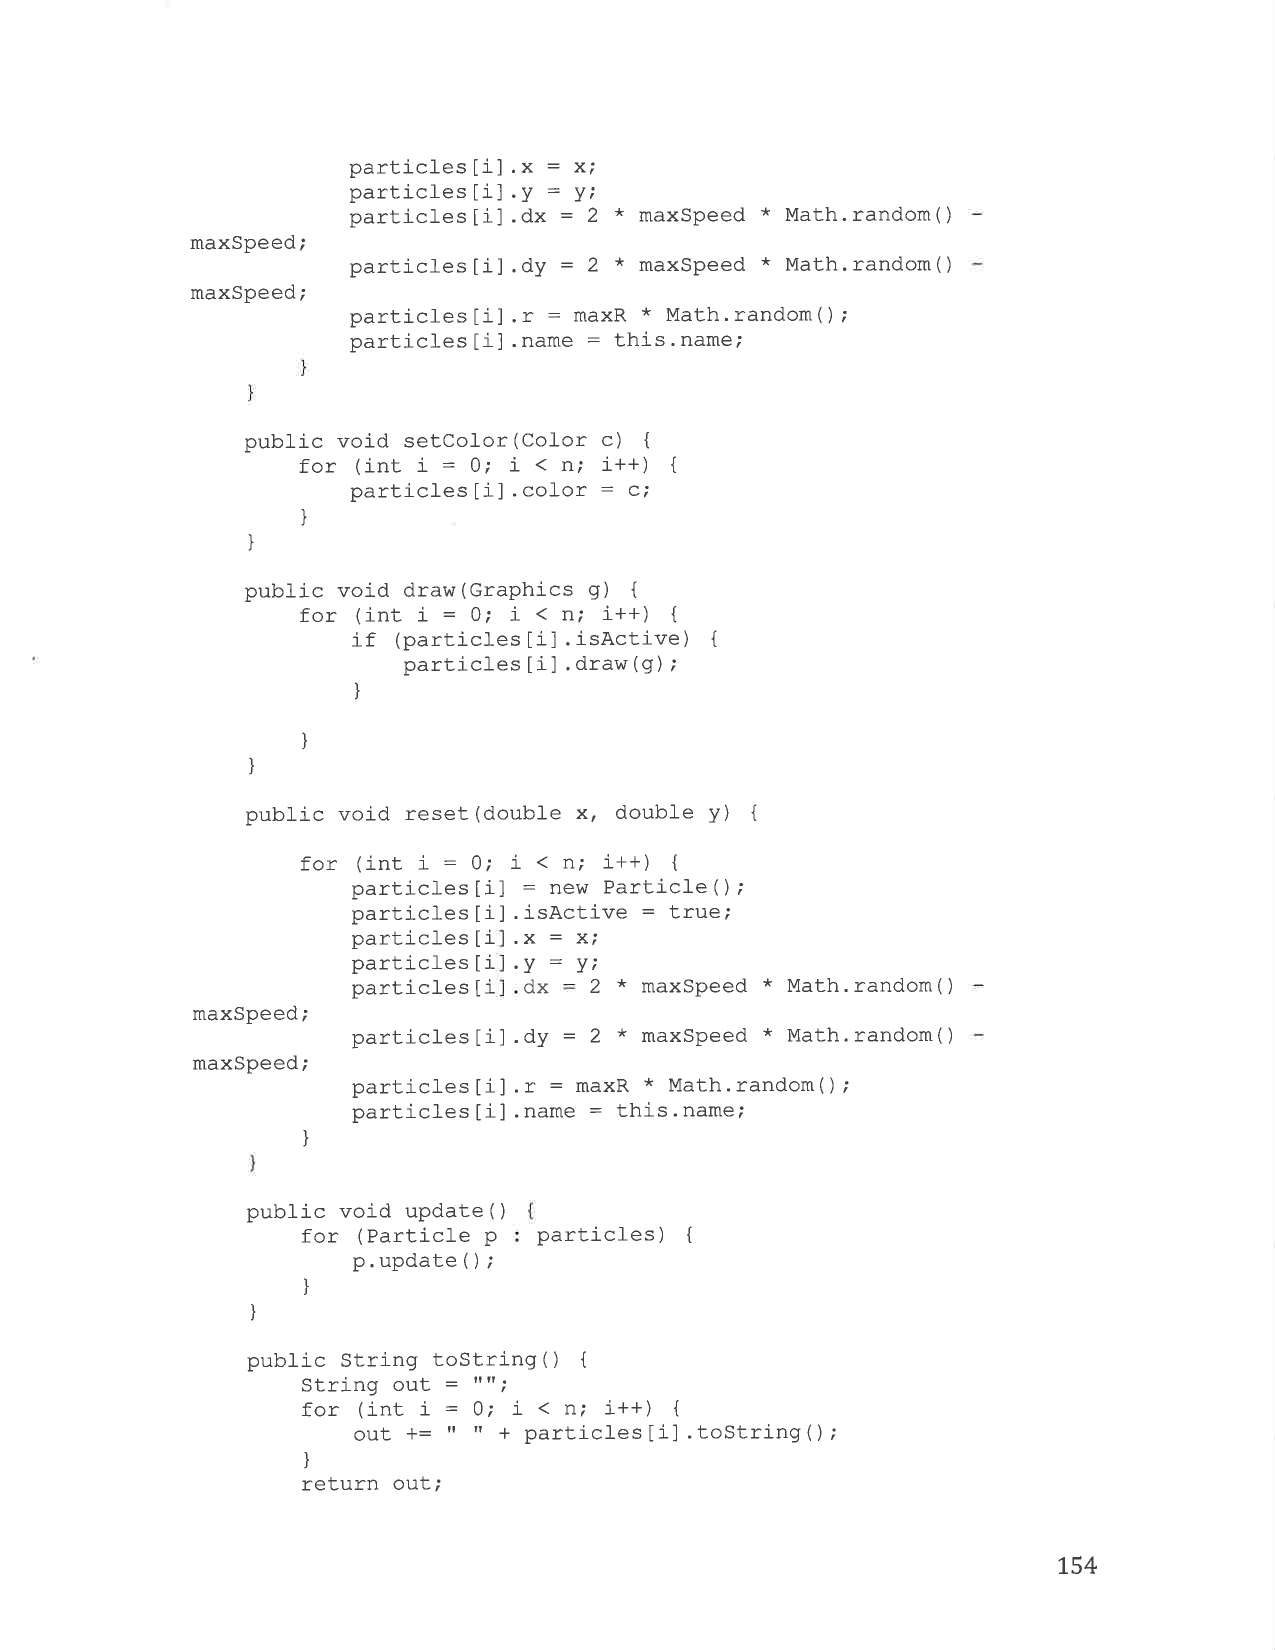 particles[i].x = x;
particles[i].y = y;
particles[i].dx = 2 * maxSpeed * Math.random() -
maxSpeed;
particles[i].dy = 2 * maxSpeed * Math.random() -
maxSpeed;
particles[i].r = maxR * Math.random();
particles[i].name = this.name;
}
}
public void setColor(Color c) {
for (int i = 0; i < n; i++) {
particles[i].color = c;
}
}
public void draw(Graphics g) {
for (int i = 0; i < n; i++) {
if (particles[i].isActive) {
particles[i].draw(g);
}
}
}
public void reset(double x, double y) {
for (int i = 0; i < n; i++) {
particles[i] = new Particle();
particles[i].isActive = true;
particles[i].x = x;
particles[i].y = y;
particles[i].dx = 2 * maxSpeed * Math.random() -
maxSpeed;
particles[i].dy = 2 * maxSpeed * Math.random() -
maxSpeed;
particles[i].r = maxR * Math.random();
particles[i].name = this.name;
}
}
public void update() {
for (Particle p : particles) {
p.update();
}
}
public String toString() {
String out = "";
for (int i = 0; i < n; i++) {
out += " " + particles[i].toString();
}
return out;
154